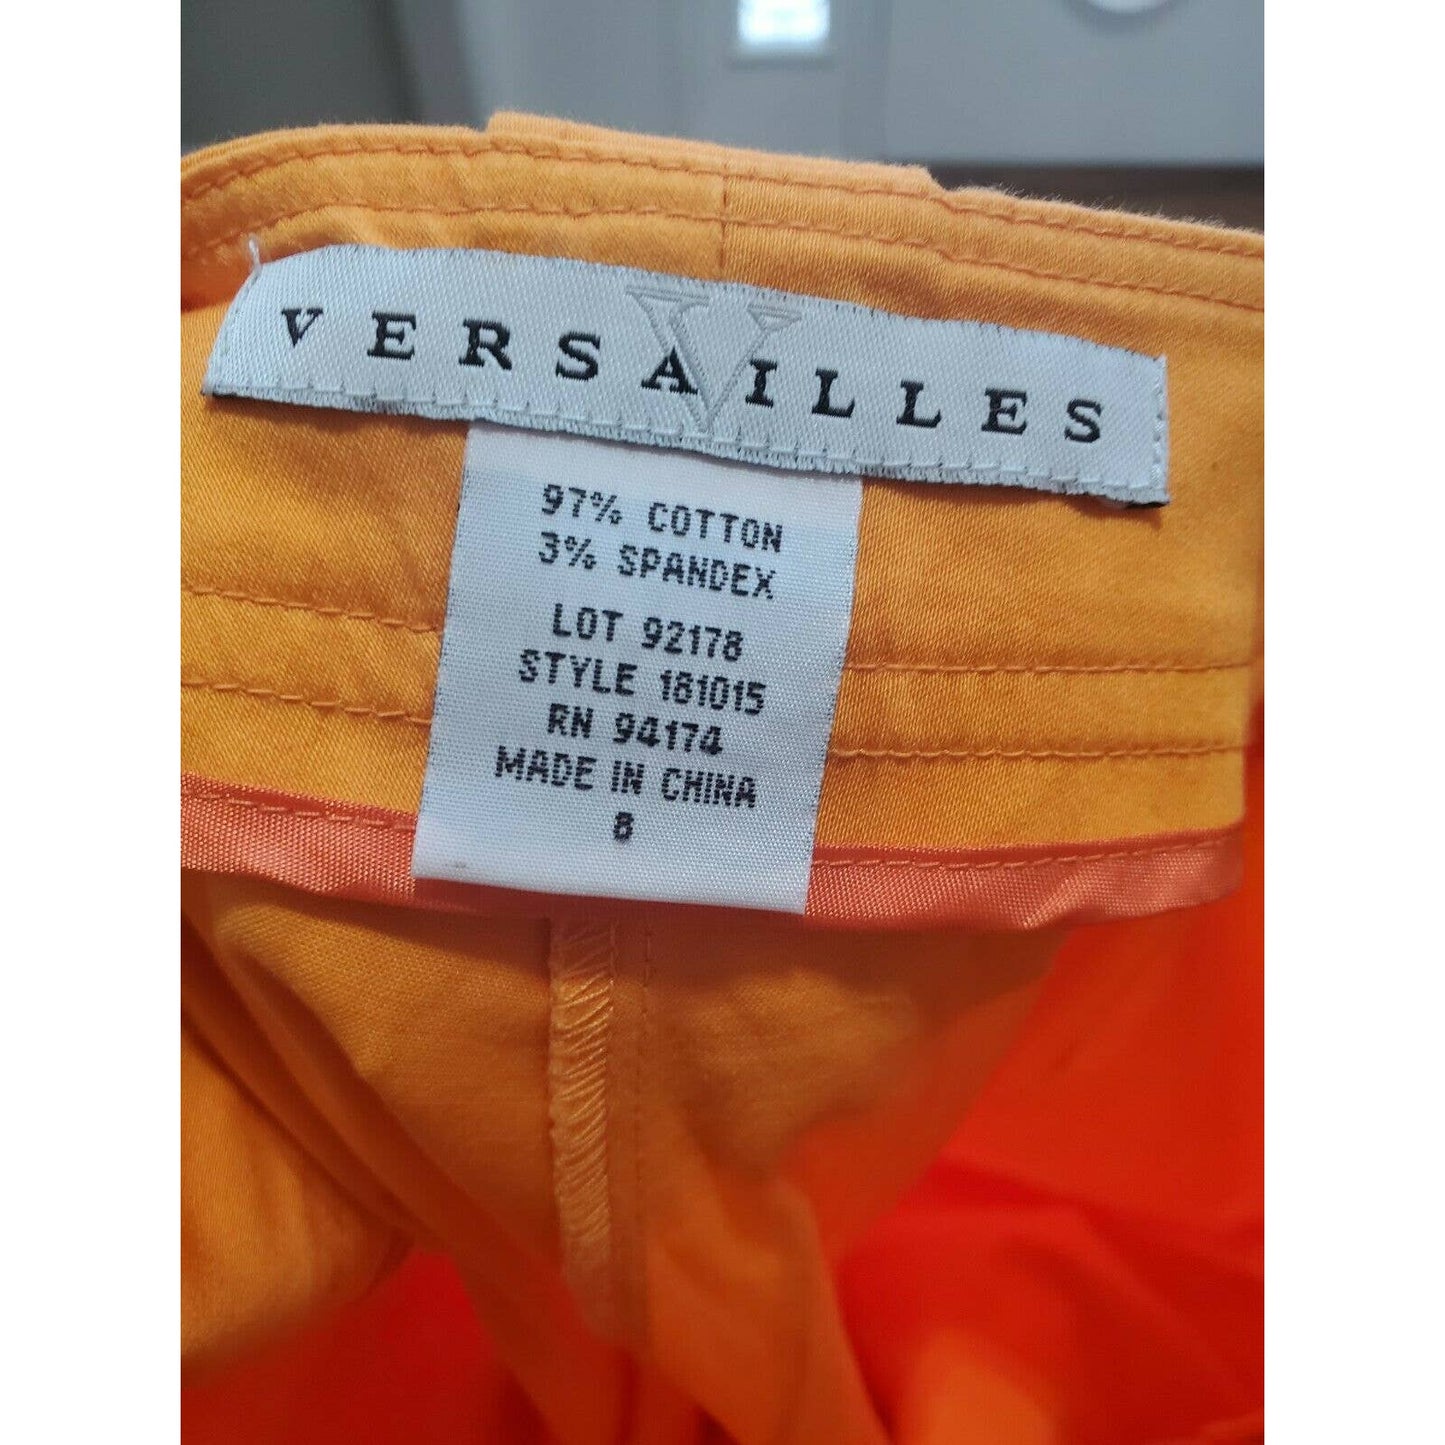 VERSAILLES
97% COTTON
3% SPANDEX
LOT 92178
STYLE 181015
RN 94174
MADE IN CHINA
8